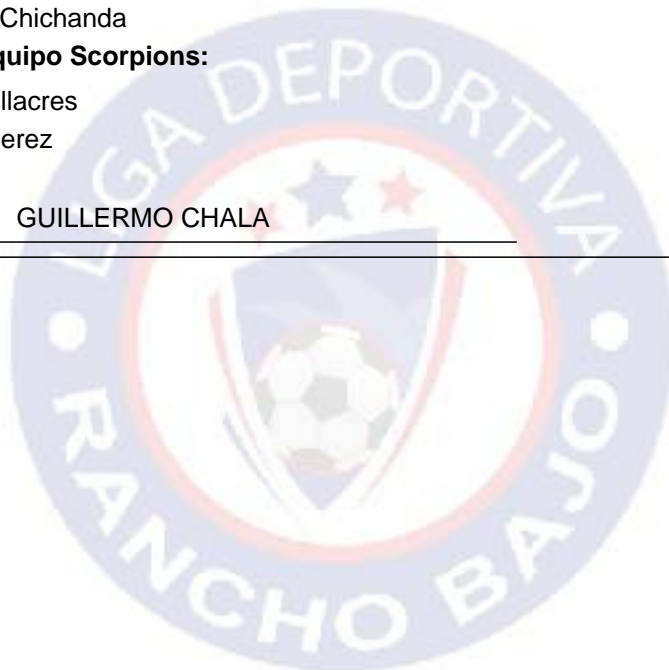 Chichanda
quipo Scorpions:
llacres
erez
GUILLERMO CHALA
LIGA DEPORTIVA
RANCHO BAJO